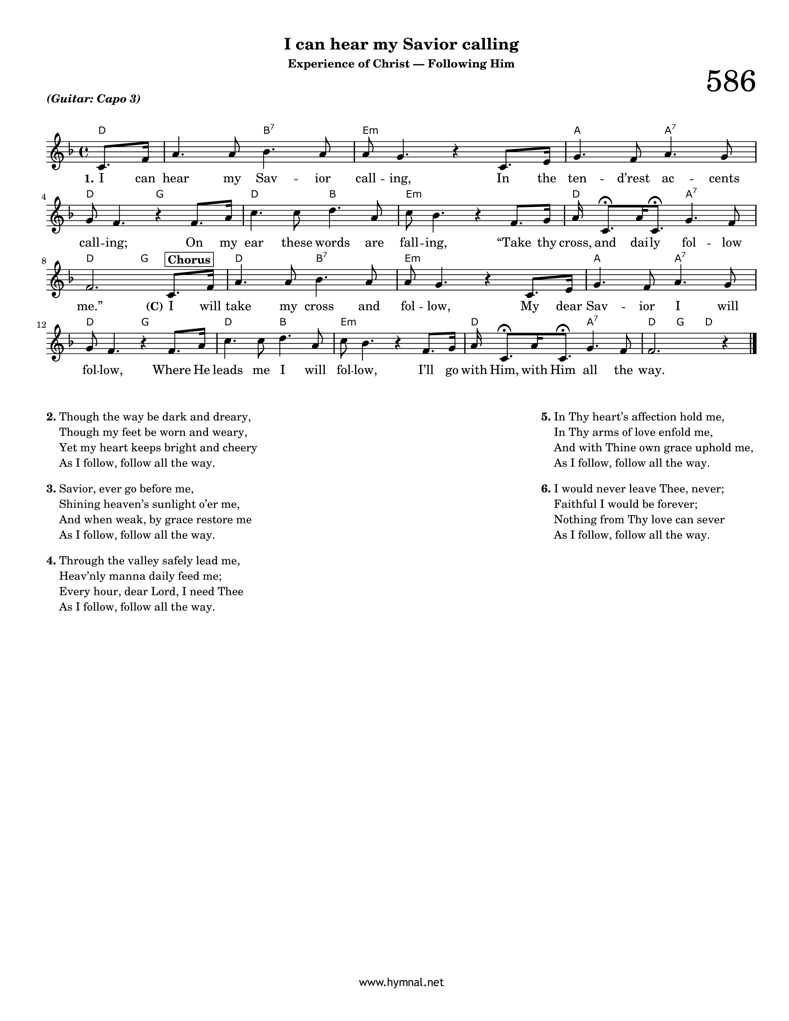 I can hear my Savior calling
Experience of Christ — Following Him
586
(Guitar: Capo 3)
D B7 Em A A7
1. I can hear my Sav - ior call - ing, In the ten - d'rest ac - cents
4
D G D B Em D A7
call - ing; On my ear these words are fall - ing, “Take thy cross, and daily fol - low
8
D G Chorus D B7 Em A A7
me.” (C) I will take my cross and fol - low, My dear Sav - ior I will
12
D G D B Em D A7 D G D
fol-low, Where He leads me I will fol-low, I’ll go with Him, with Him all the way.
2. Though the way be dark and dreary,
Though my feet be worn and weary,
Yet my heart keeps bright and cheery
As I follow, follow all the way.
3. Savior, ever go before me,
Shining heaven’s sunlight o’er me,
And when weak, by grace restore me
As I follow, follow all the way.
4. Through the valley safely lead me,
Heav’nly manna daily feed me;
Every hour, dear Lord, I need Thee
As I follow, follow all the way.
5. In Thy heart’s affection hold me,
In Thy arms of love enfold me,
And with Thine own grace uphold me,
As I follow, follow all the way.
6. I would never leave Thee, never;
Faithful I would be forever;
Nothing from Thy love can sever
As I follow, follow all the way.
www.hymnal.net